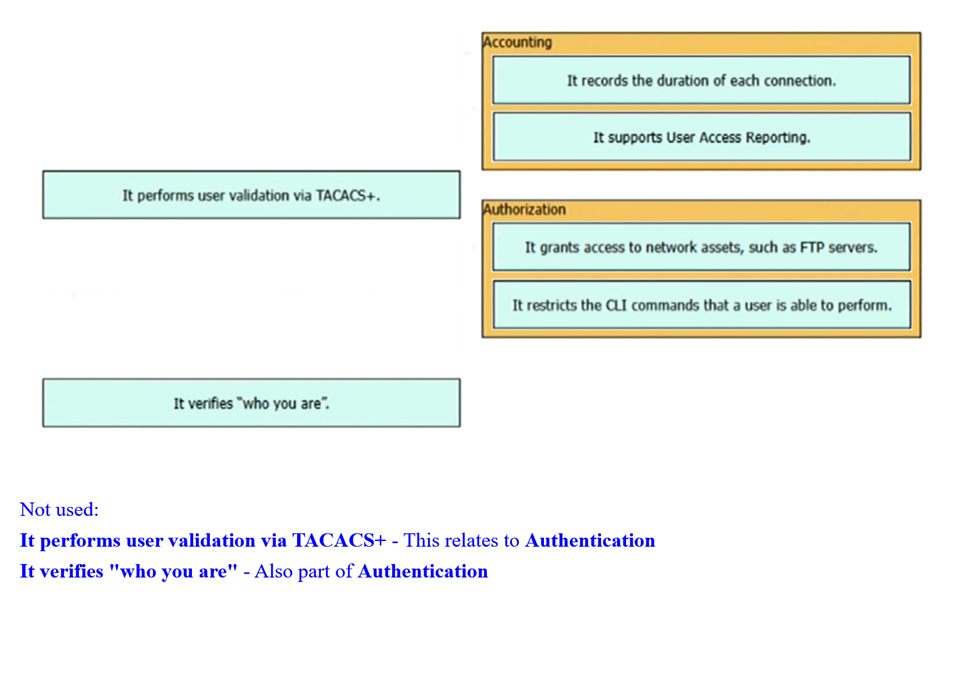 Accounting
It records the duration of each connection.
It supports User Access Reporting.
It performs user validation via TACACS+.
Authorization
It grants access to network assets, such as FTP servers.
It restricts the CLI commands that a user is able to perform.
It verifies “who you are”.
Not used:
It performs user validation via TACACS+ - This relates to Authentication
It verifies "who you are" - Also part of Authentication